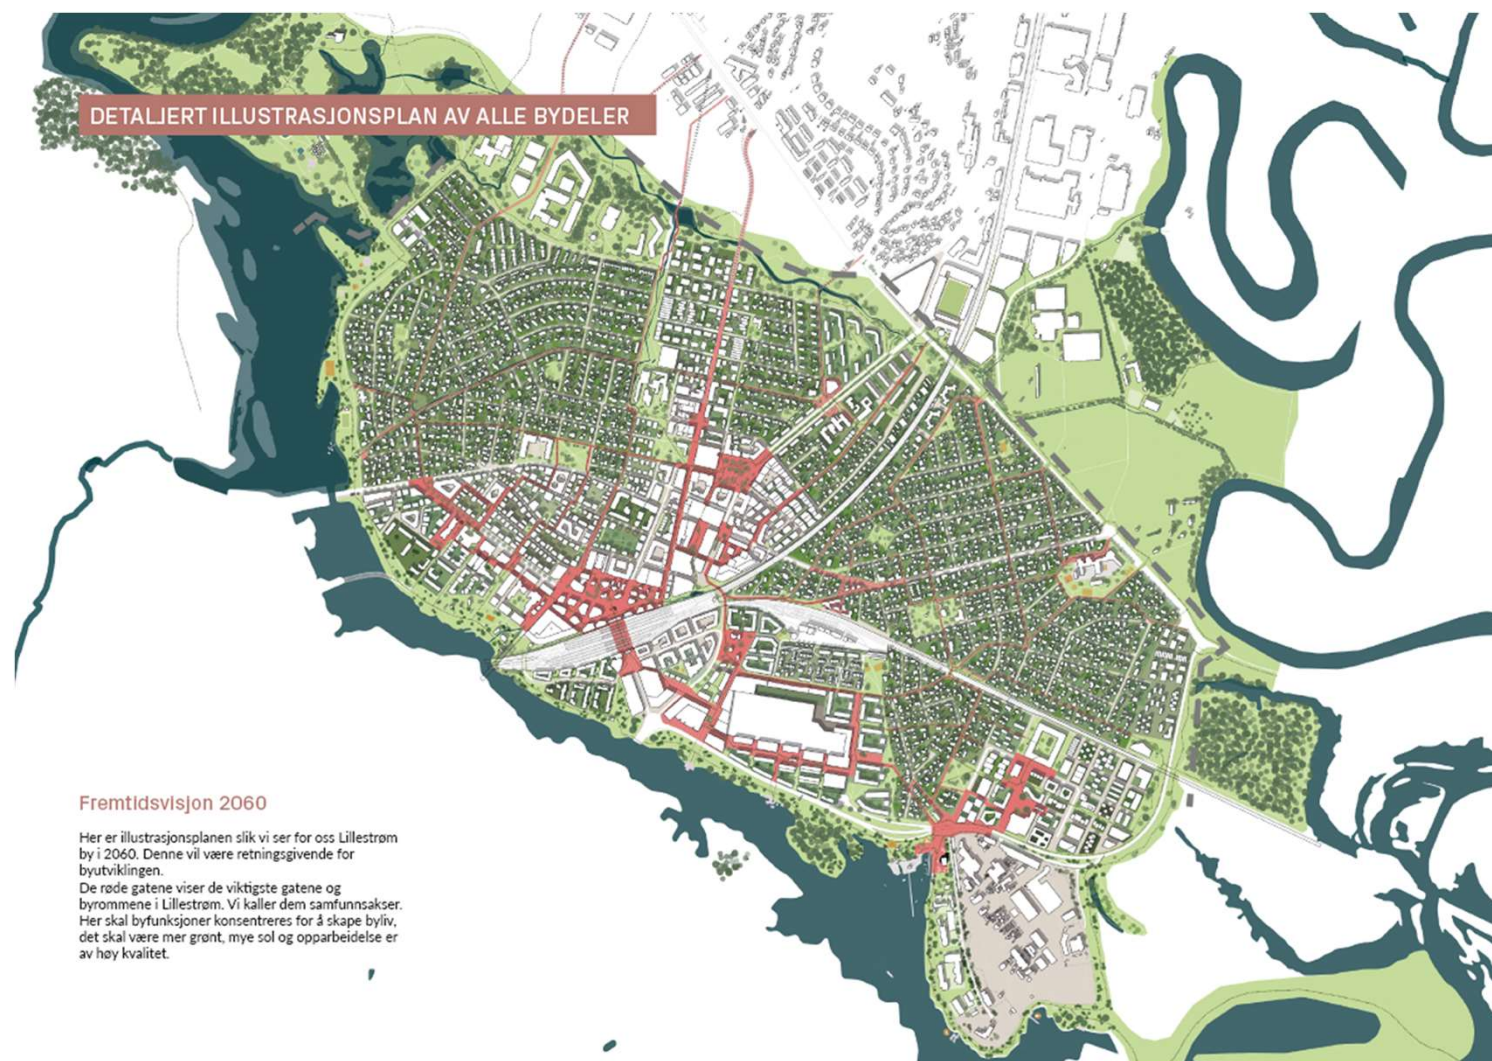 DETALJERT ILLUSTRASJONSPLAN AV ALLE BYDELER
Fremtidsvisjon 2060
Her er illustrasjonsplanen slik vi ser for oss Lillestrøm
by i 2060. Denne vil være retningsgivende for
byutviklingen.
De røde gatene viser de viktigste gatene og
byrommene i Lillestrøm. Vi kaller dem samfunnsakser.
Her skal byfunksjoner konsentreres for å skape byliv,
det skal være mer grønt, mye sol og opparbeidelse er
av høy kvalitet.